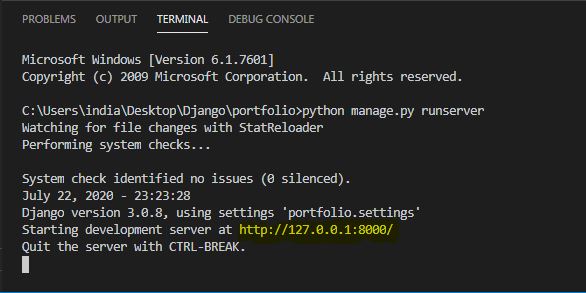 PROBLEMS OUTPUT TERMINAL DEBUG CONSOLE
Microsoft Windows [Version 6.1.7601]
Copyright (c) 2009 Microsoft Corporation.  All rights reserved.
C:\Users\india\Desktop\Django\portfolio>python manage.py runserver
Watching for file changes with StatReloader
Performing system checks...
System check identified no issues (0 silenced).
July 22, 2020 - 23:23:28
Django version 3.0.8, using settings 'portfolio.settings'
Starting development server at http://127.0.0.1:8000/
Quit the server with CTRL-BREAK.